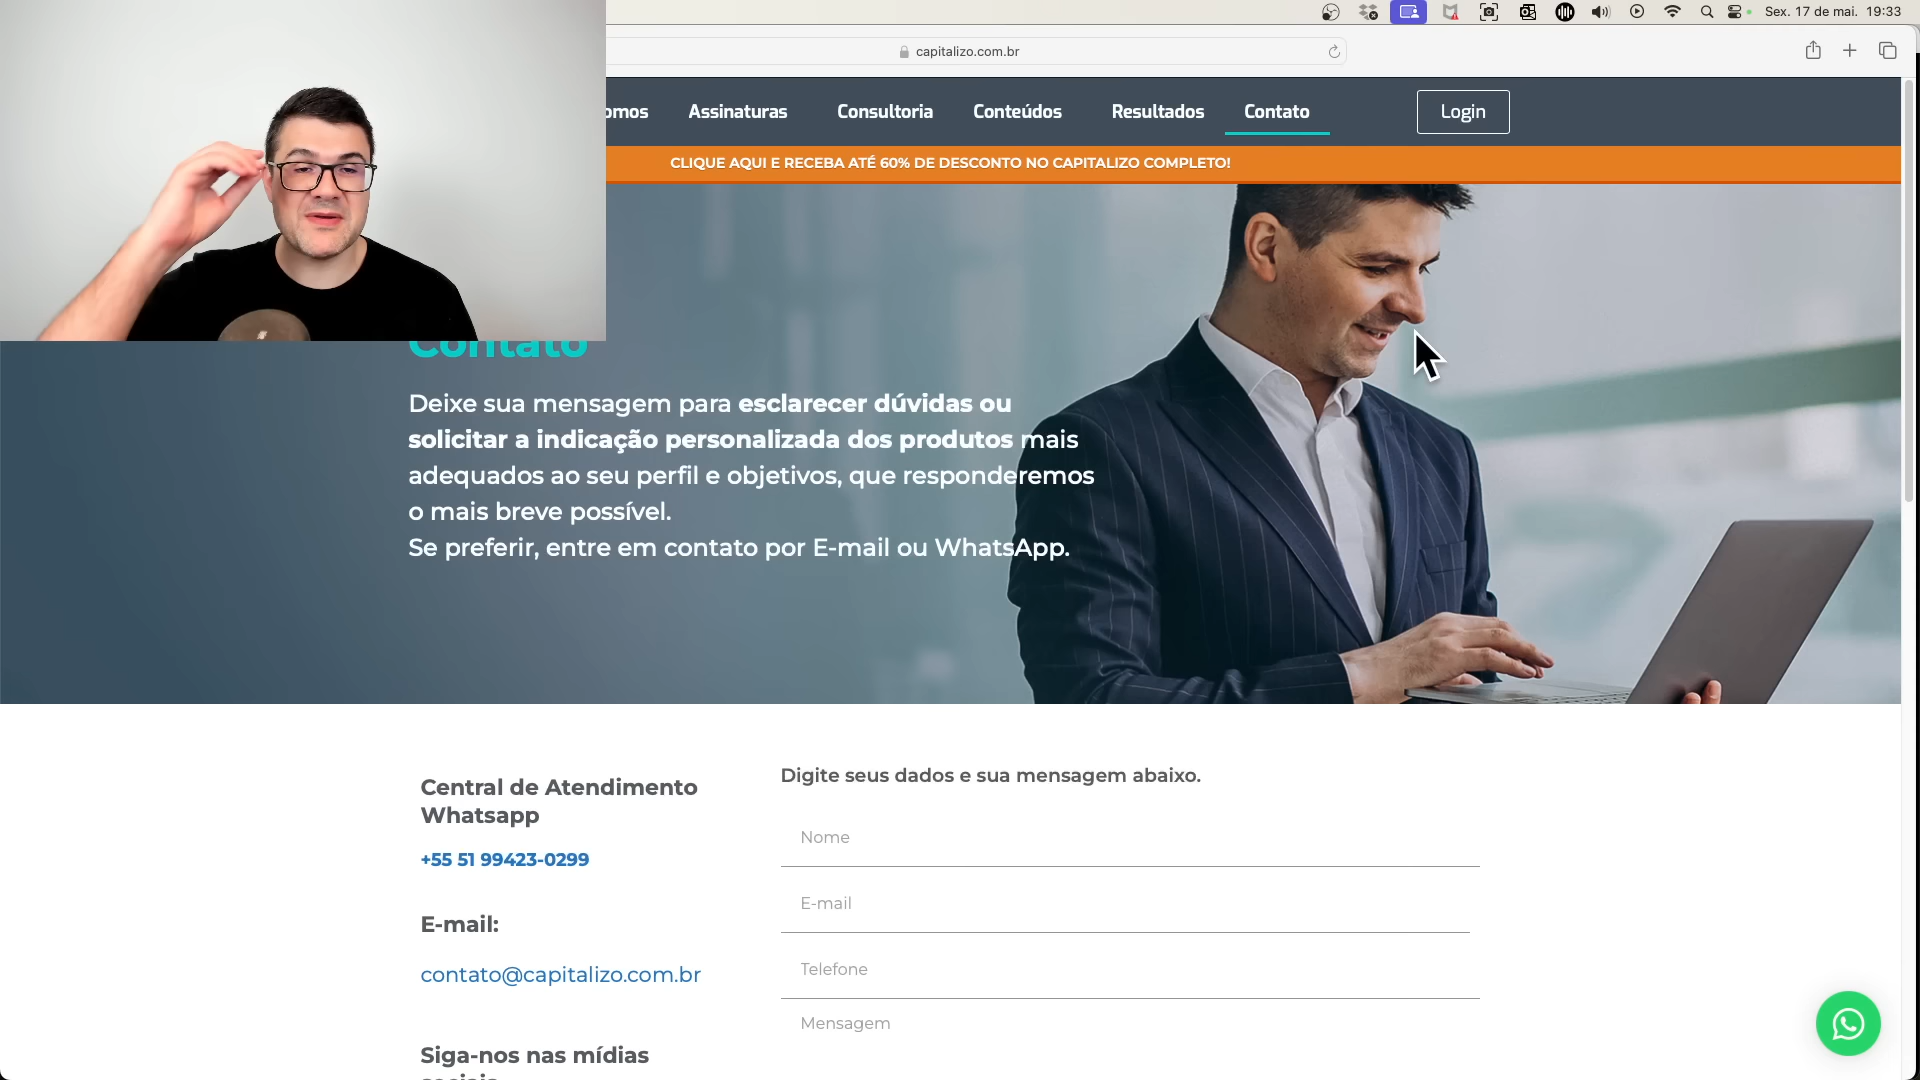 Sex. 17 de mai. 19:33
capitalizo.com.br
Assinaturas Consultoria Conteúdos Resultados Contato Login
CLIQUE AQUI E RECEBA ATÉ 60% DE DESCONTO NO CAPITALIZO COMPLETO!
Contato
Deixe sua mensagem para esclarecer dúvidas ou
solicitar a indicação personalizada dos produtos mais
adequados ao seu perfil e objetivos, que responderemos
o mais breve possível.
Se preferir, entre em contato por E-mail ou WhatsApp.
Central de Atendimento
Whatsapp
+55 51 99423-0299
E-mail:
contato@capitalizo.com.br
Siga-nos nas mídias
sociais
Digite seus dados e sua mensagem abaixo.
Nome
E-mail
Telefone
Mensagem